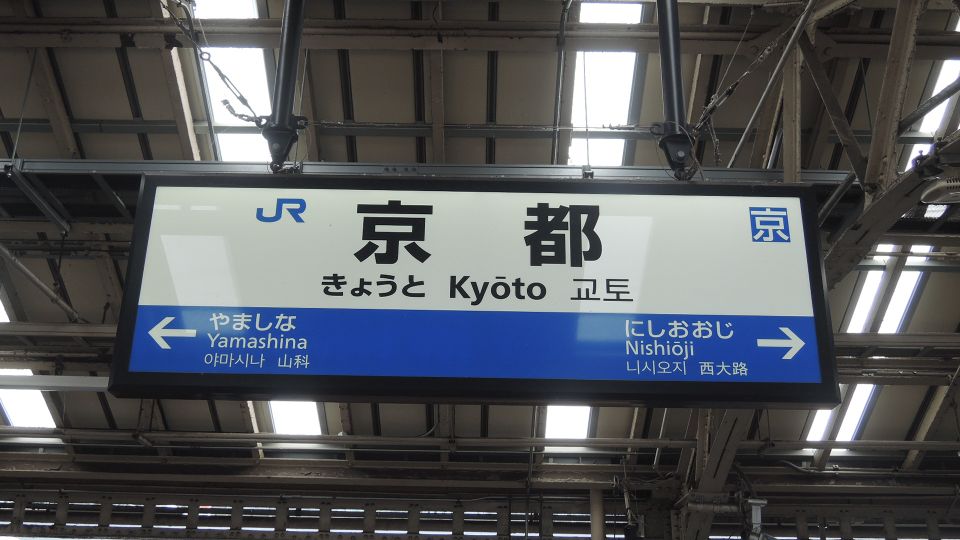 JR 京都 京
きょうと Kyōto 교토
やましな
Yamashina
야마시나 山科
にしおおじ
Nishiōji
니시오지 西大路